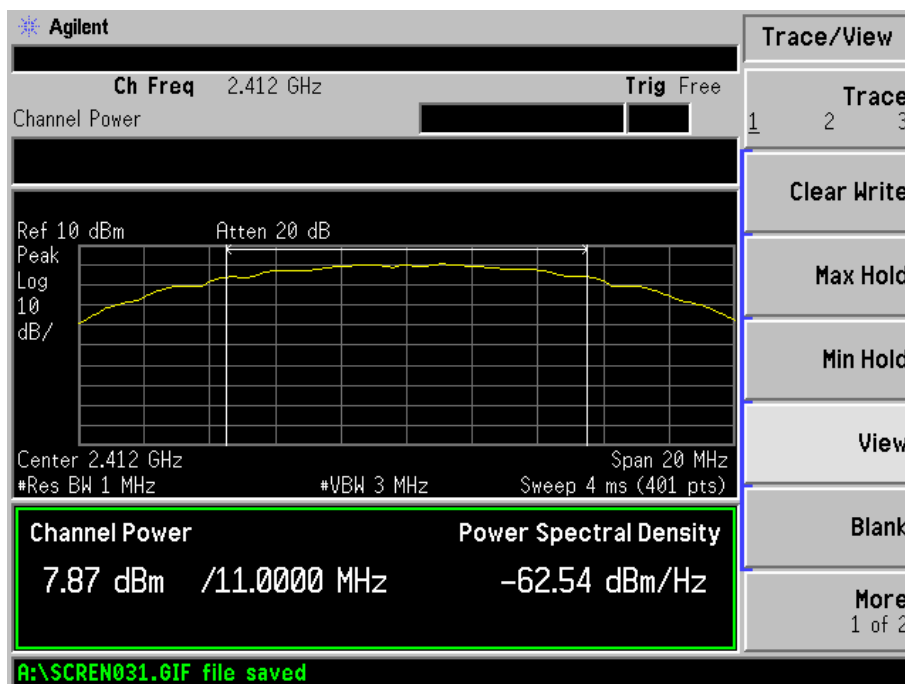 Agilent
Trace/View
Ch Freq 2.412 GHz Trig Free
Channel Power
Trace
1 2 3
Clear Write
Ref 10 dBm Atten 20 dB
Peak
Log
10
dB/
Max Hold
Min Hold
View
Center 2.412 GHz Span 20 MHz
#Res BW 1 MHz #VBW 3 MHz Sweep 4 ms (401 pts)
Blank
Channel Power Power Spectral Density
7.87 dBm /11.0000 MHz -62.54 dBm/Hz
More
1 of 2
A:\SCREN031.GIF file saved